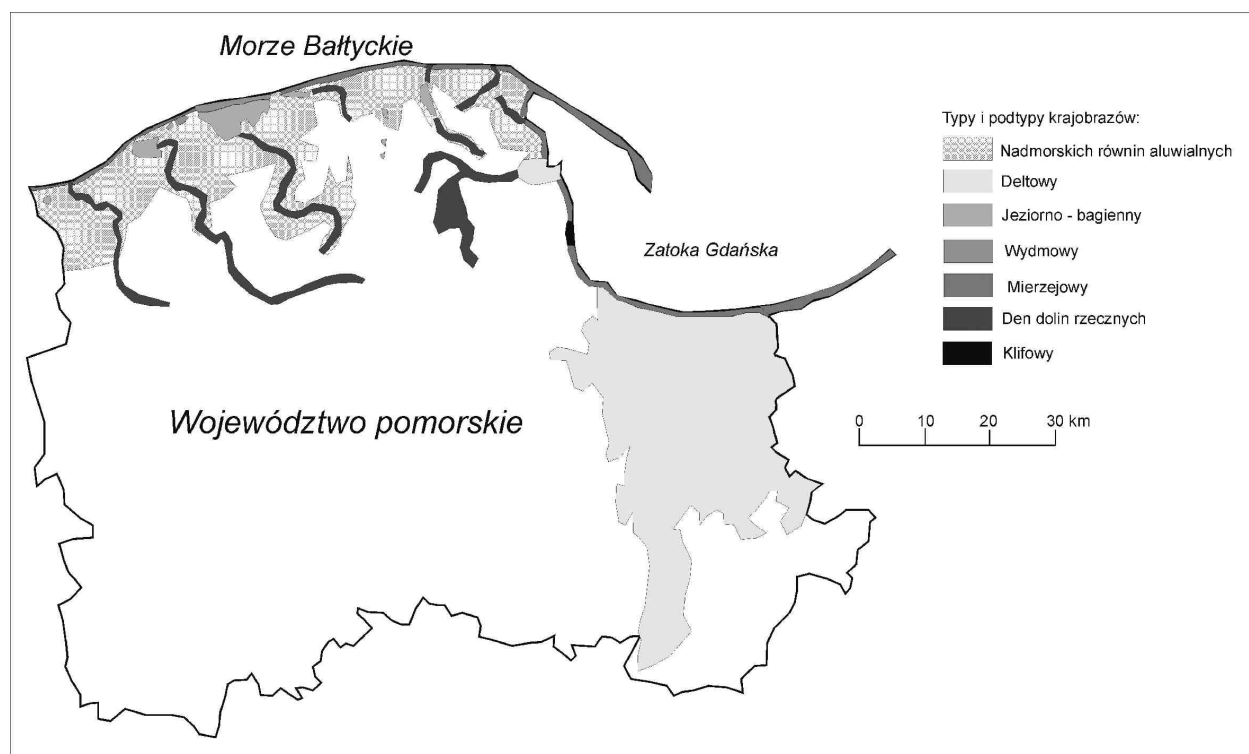 Morze Bałtyckie
Typy i podtypy krajobrazów:
Nadmorskich równin aluwialnych
Deltowy
Jeziorno - bagienny
Wydmowy
Mierzejowy
Den dolin rzecznych
Klifowy
Zatoka Gdańska
Województwo pomorskie
0 10 20 30 km